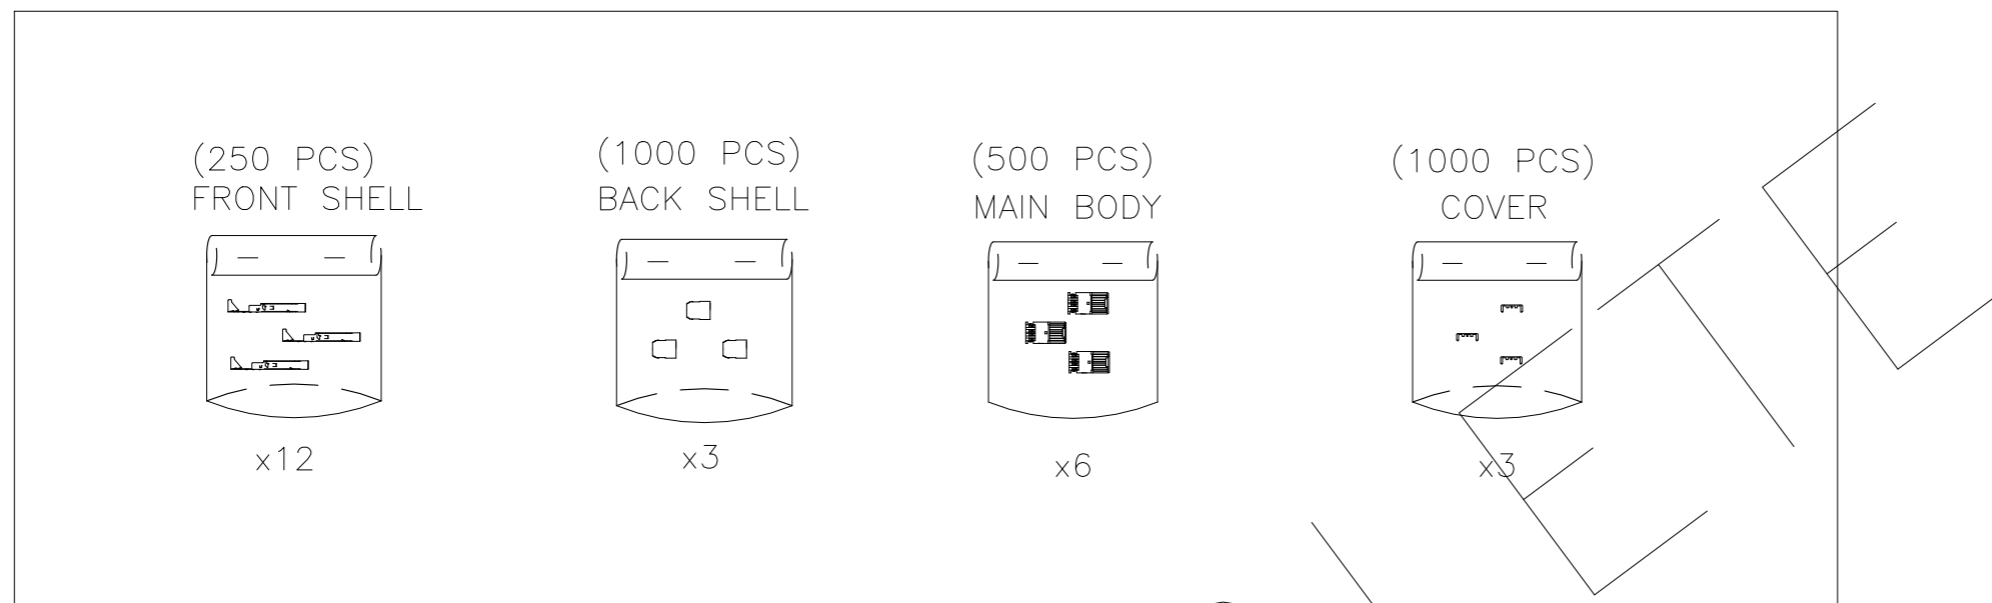 (250 PCS)
FRONT SHELL
x12
(1000 PCS)
BACK SHELL
x3
(500 PCS)
MAIN BODY
x6
(1000 PCS)
COVER
x3